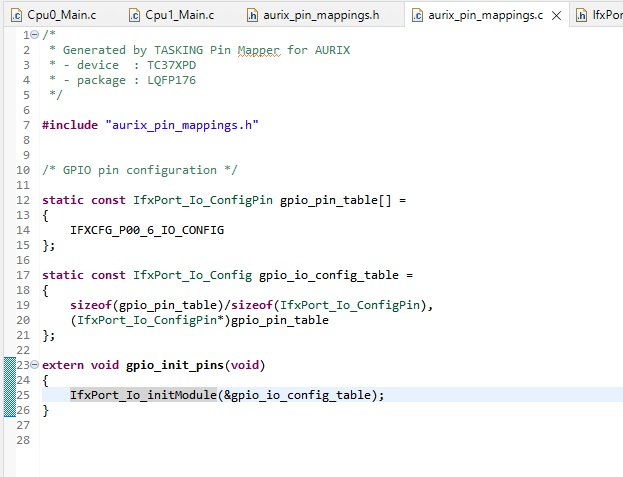 Cpu0_Main.c Cpu1_Main.c aurix_pin_mappings.h aurix_pin_mappings.c IfxPor
1 /*
2  * Generated by TASKING Pin Mapper for AURIX
3  * - device  : TC37XPD
4  * - package : LQFP176
5  */
6
7 #include "aurix_pin_mappings.h"
8
9
10 /* GPIO pin configuration */
11
12 static const IfxPort_Io_ConfigPin gpio_pin_table[] =
13 {
14     IFXCFG_P00_6_IO_CONFIG
15 };
16
17 static const IfxPort_Io_Config gpio_io_config_table =
18 {
19     sizeof(gpio_pin_table)/sizeof(IfxPort_Io_ConfigPin),
20     (IfxPort_Io_ConfigPin*)gpio_pin_table
21 };
22
23 extern void gpio_init_pins(void)
24 {
25     IfxPort_Io_initModule(&gpio_io_config_table);
26 }
27
28